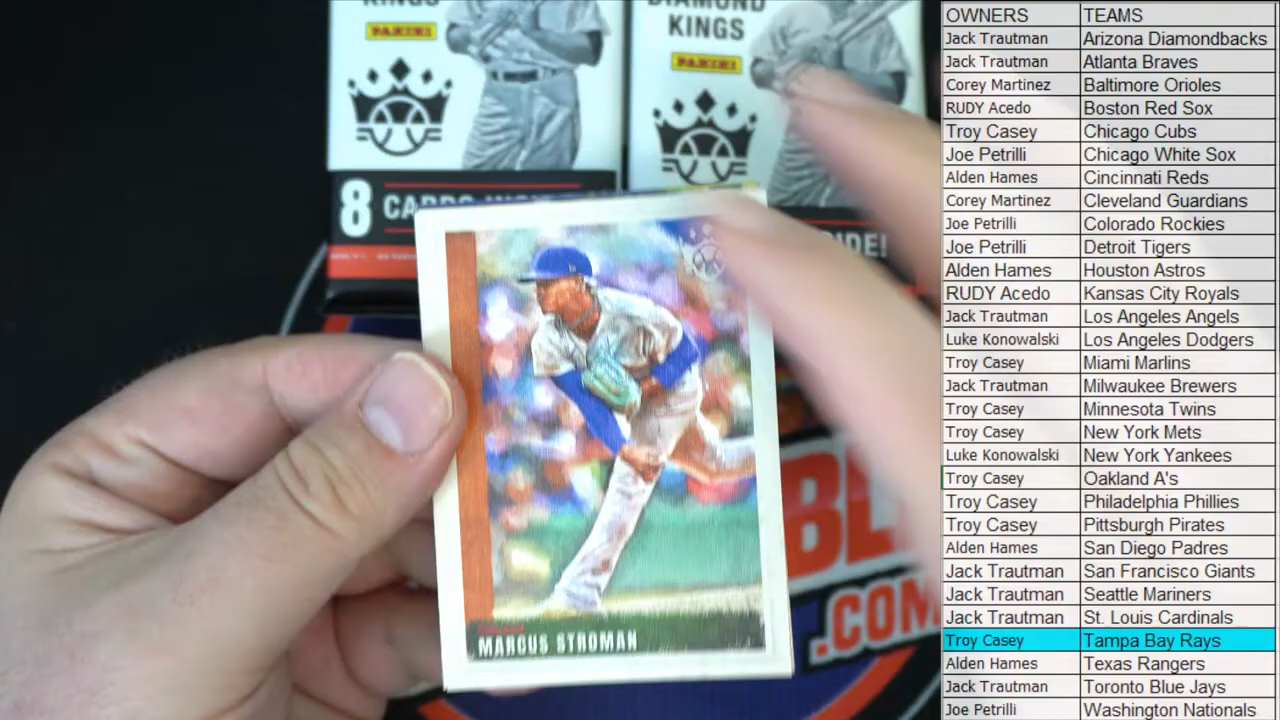 KINGS
PANINI
8 CARDS
DIAMOND
KINGS
PANINI
IDE!
MARCUS STROMAN
BL
.COM
OWNERS TEAMS
Jack Trautman Arizona Diamondbacks
Jack Trautman Atlanta Braves
Corey Martinez Baltimore Orioles
RUDY Acedo Boston Red Sox
Troy Casey Chicago Cubs
Joe Petrilli Chicago White Sox
Alden Hames Cincinnati Reds
Corey Martinez Cleveland Guardians
Joe Petrilli Colorado Rockies
Joe Petrilli Detroit Tigers
Alden Hames Houston Astros
RUDY Acedo Kansas City Royals
Jack Trautman Los Angeles Angels
Luke Konowalski Los Angeles Dodgers
Troy Casey Miami Marlins
Jack Trautman Milwaukee Brewers
Troy Casey Minnesota Twins
Troy Casey New York Mets
Luke Konowalski New York Yankees
Troy Casey Oakland A's
Troy Casey Philadelphia Phillies
Troy Casey Pittsburgh Pirates
Alden Hames San Diego Padres
Jack Trautman San Francisco Giants
Jack Trautman Seattle Mariners
Jack Trautman St. Louis Cardinals
Troy Casey Tampa Bay Rays
Alden Hames Texas Rangers
Jack Trautman Toronto Blue Jays
Joe Petrilli Washington Nationals